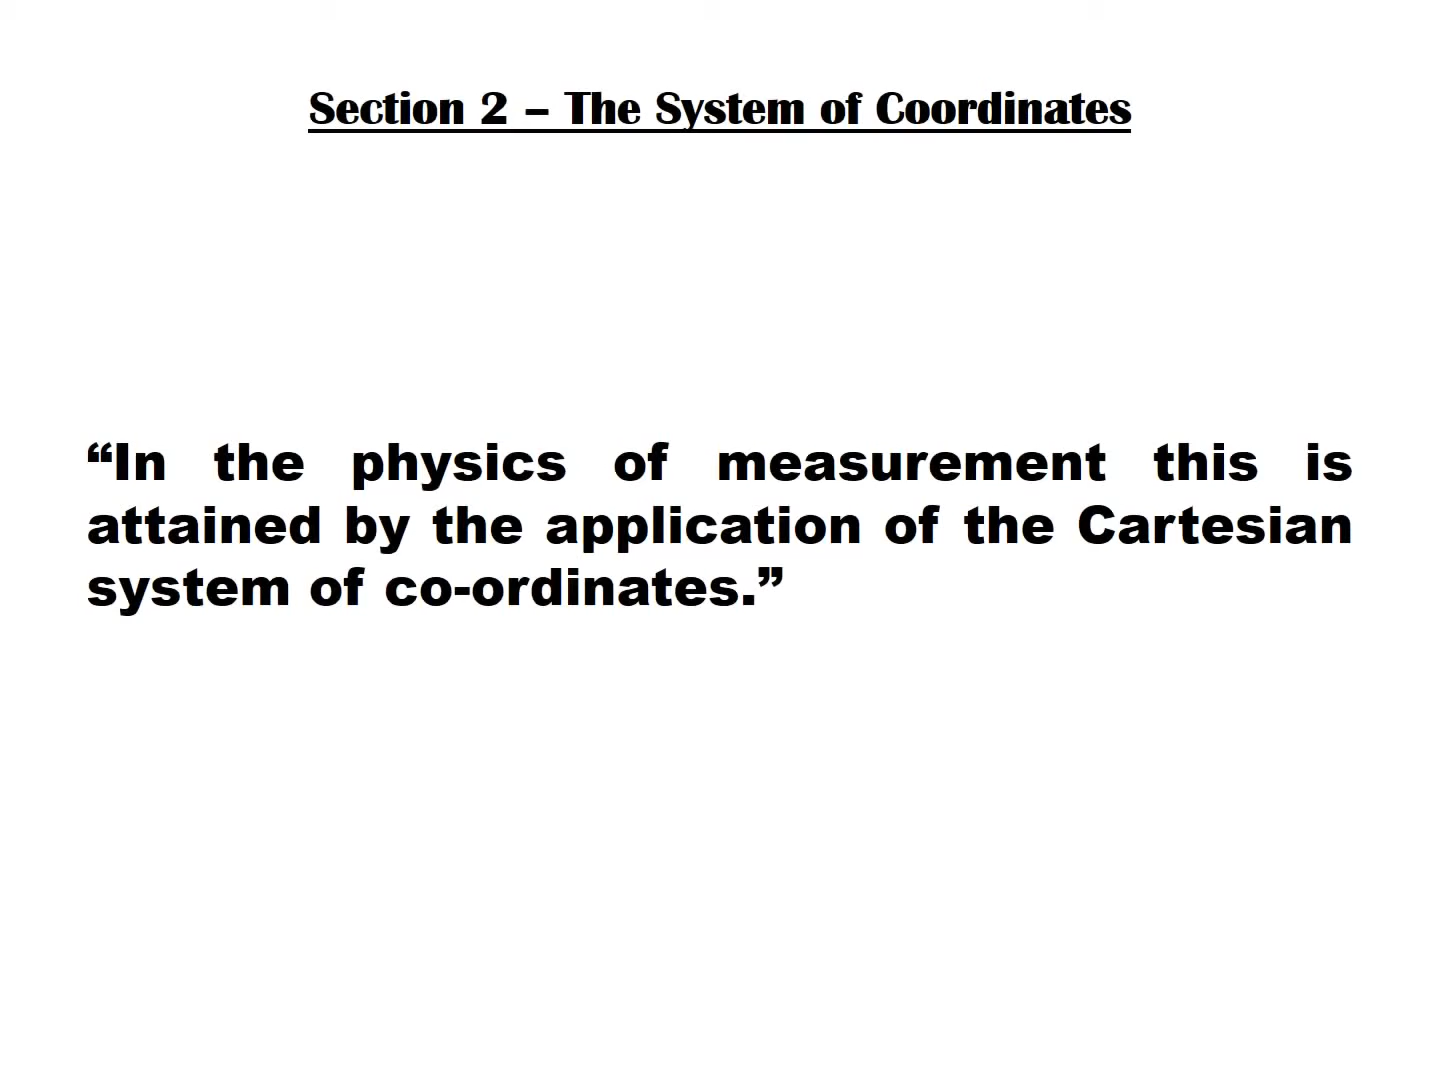 Section 2 – The System of Coordinates
“In the physics of measurement this is
attained by the application of the Cartesian
system of co-ordinates.”